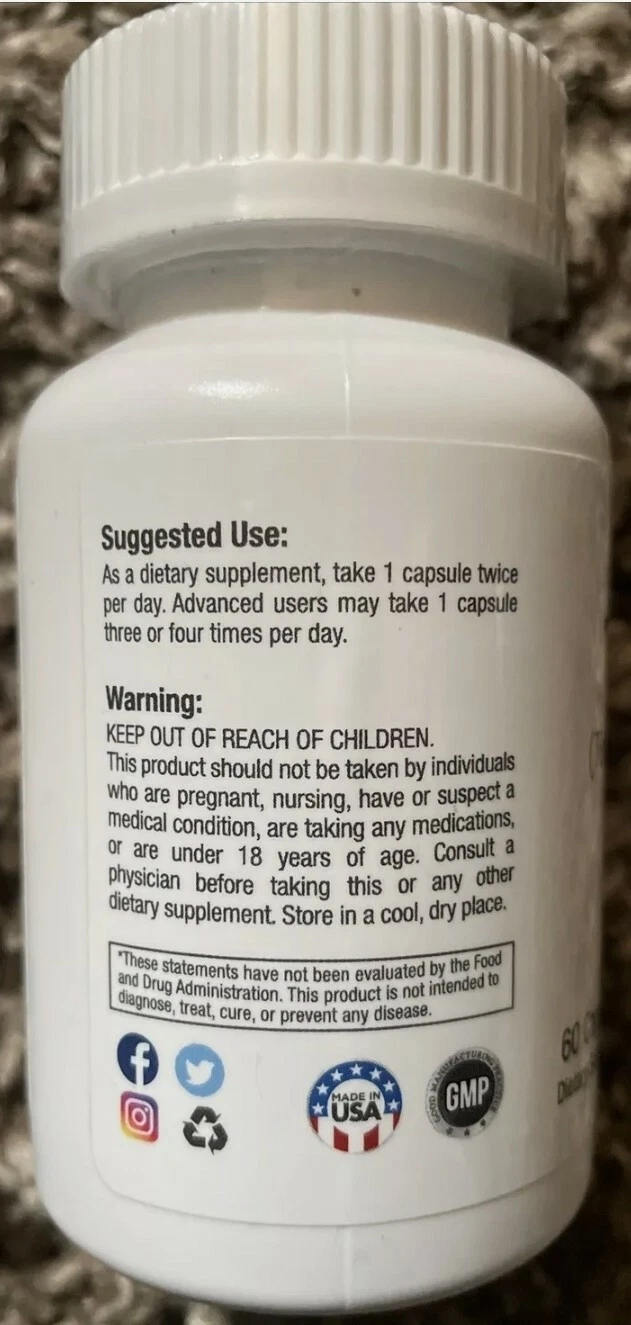 Suggested Use:
As a dietary supplement, take 1 capsule twice
per day. Advanced users may take 1 capsule
three or four times per day.
Warning:
KEEP OUT OF REACH OF CHILDREN.
This product should not be taken by individuals
who are pregnant, nursing, have or suspect a
medical condition, are taking any medications,
or are under 18 years of age. Consult a
physician before taking this or any other
dietary supplement. Store in a cool, dry place.
*These statements have not been evaluated by the Food
and Drug Administration. This product is not intended to
diagnose, treat, cure, or prevent any disease.
MADE IN
USA
GOOD MANUFACTURING PRACTICE
GMP
60